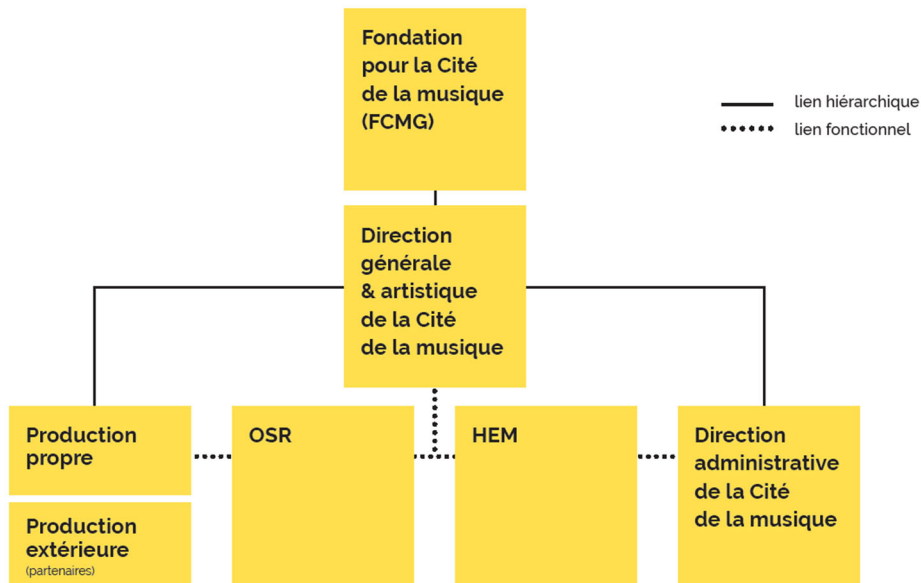 Fondation
pour la Cité
de la musique
(FCMG)
lien hiérarchique
lien fonctionnel
Direction
générale
& artistique
de la Cité
de la musique
Production
propre
OSR
HEM
Direction
administrative
de la Cité
de la musique
Production
extérieure
(partenaires)